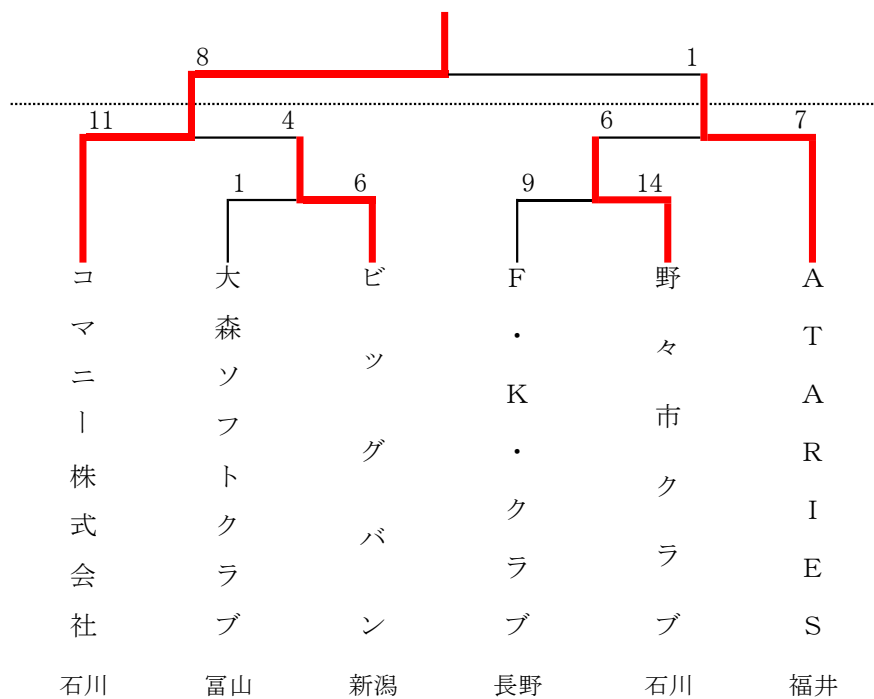 8 1
11 4 6 7
1 6 9 14
コマニー株式会社
大森ソフトクラブ
ビッグバン
F・K・クラブ
野々市クラブ
ATARIES
石川 富山 新潟 長野 石川 福井